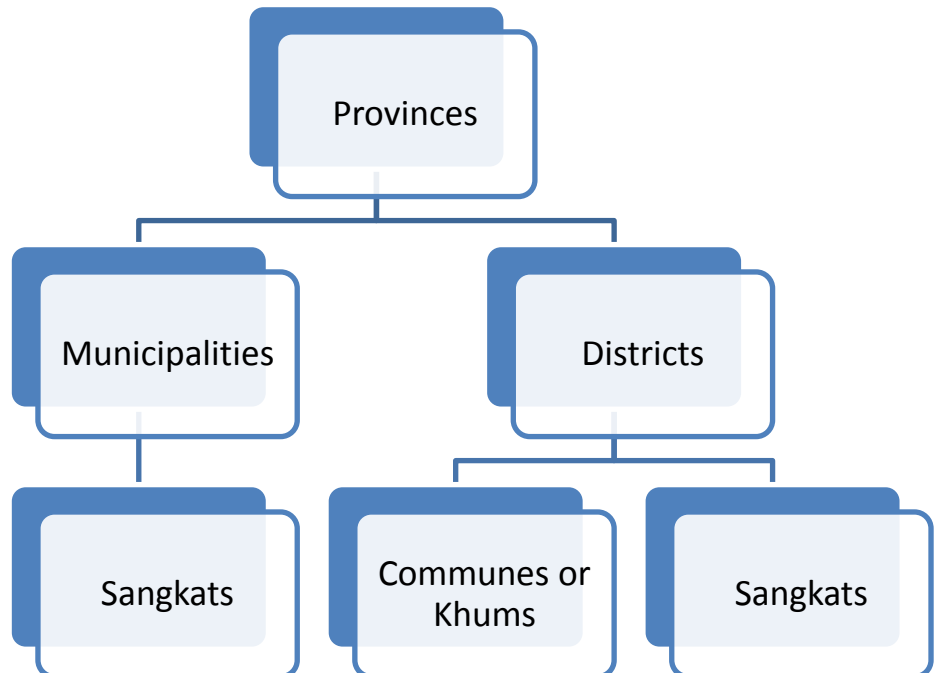 Provinces
Municipalities
Districts
Sangkats
Communes or
Khums
Sangkats